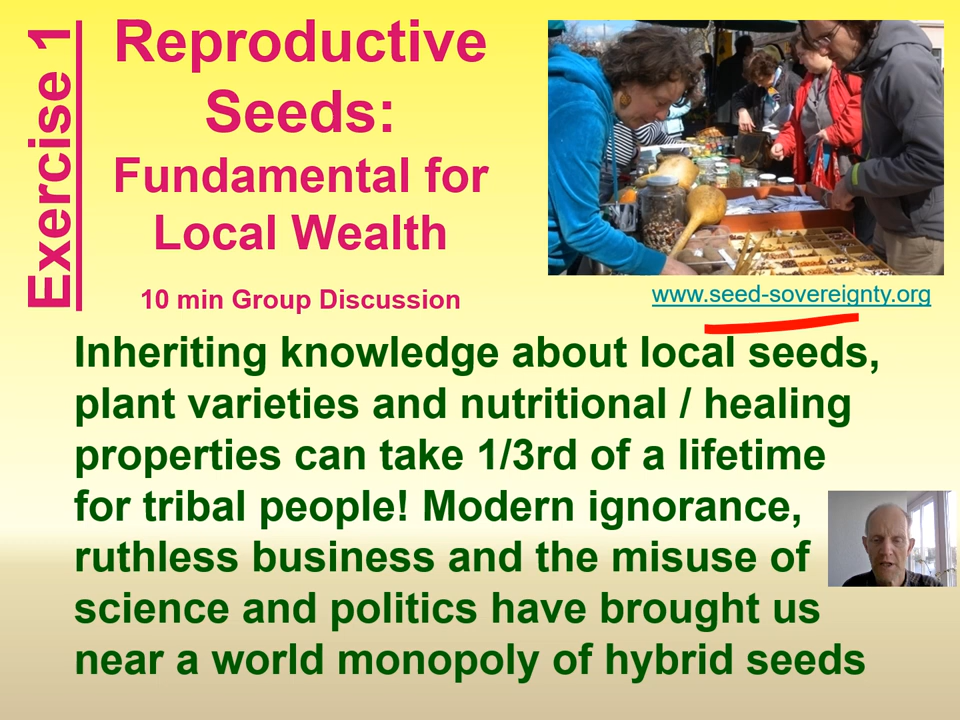 Exercise 1
Reproductive
Seeds:
Fundamental for
Local Wealth
10 min Group Discussion
www.seed-sovereignty.org
Inheriting knowledge about local seeds,
plant varieties and nutritional / healing
properties can take 1/3rd of a lifetime
for tribal people! Modern ignorance,
ruthless business and the misuse of
science and politics have brought us
near a world monopoly of hybrid seeds